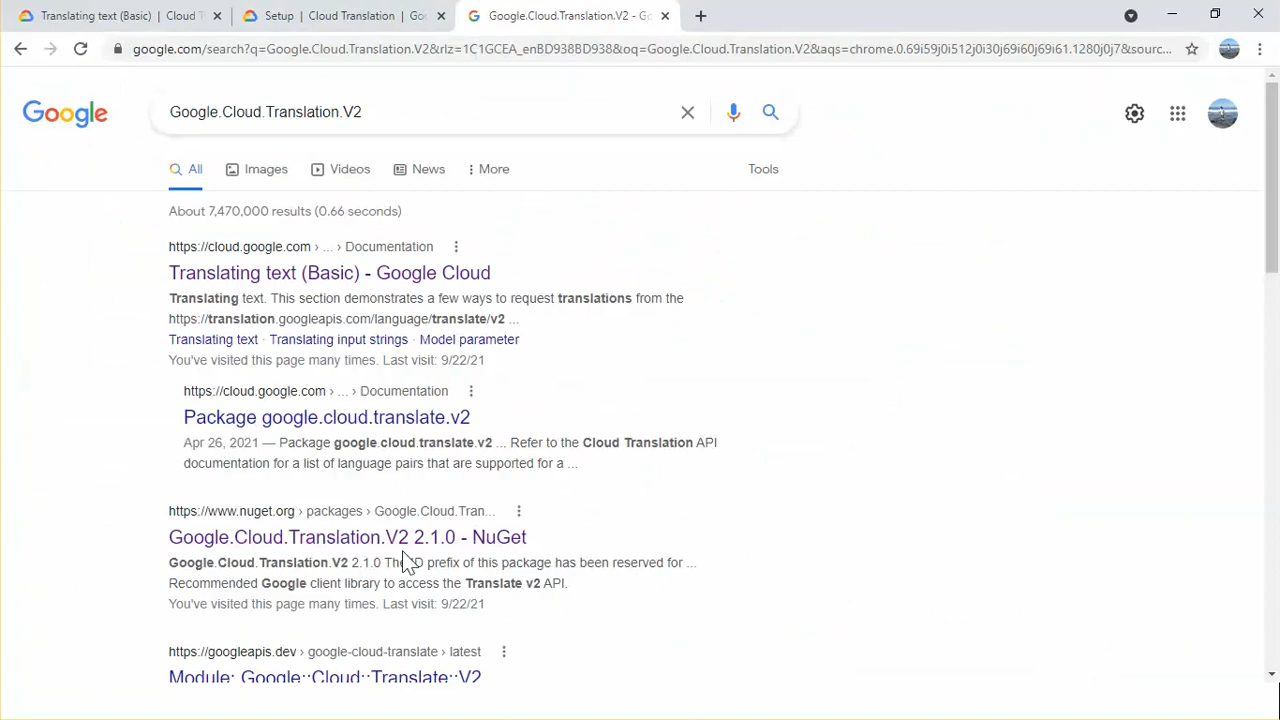 Translating text (Basic) | Cloud T
Setup | Cloud Translation | Goo
Google.Cloud.Translation.V2 - Go
google.com/search?q=Google.Cloud.Translation.V2&rlz=1C1GCEA_enBD938BD938&oq=Google.Cloud.Translation.V2&aqs=chrome.0.69i59j0i512j0i30j69i60j69i61.1280j0j7&sourc...
Google
Google.Cloud.Translation.V2
All
Images
Videos
News
More
Tools
About 7,470,000 results (0.66 seconds)
https://cloud.google.com › ... › Documentation
Translating text (Basic) - Google Cloud
Translating text. This section demonstrates a few ways to request translations from the
https://translation.googleapis.com/language/translate/v2 ...
Translating text · Translating input strings · Model parameter
You've visited this page many times. Last visit: 9/22/21
https://cloud.google.com › ... › Documentation
Package google.cloud.translate.v2
Apr 26, 2021 — Package google.cloud.translate.v2 ... Refer to the Cloud Translation API
documentation for a list of language pairs that are supported for a ...
https://www.nuget.org › packages › Google.Cloud.Tran...
Google.Cloud.Translation.V2 2.1.0 - NuGet
Google.Cloud.Translation.V2 2.1.0 The ID prefix of this package has been reserved for ...
Recommended Google client library to access the Translate v2 API.
You've visited this page many times. Last visit: 9/22/21
https://googleapis.dev › google-cloud-translate › latest
Module: Google::Cloud::Translate::V2